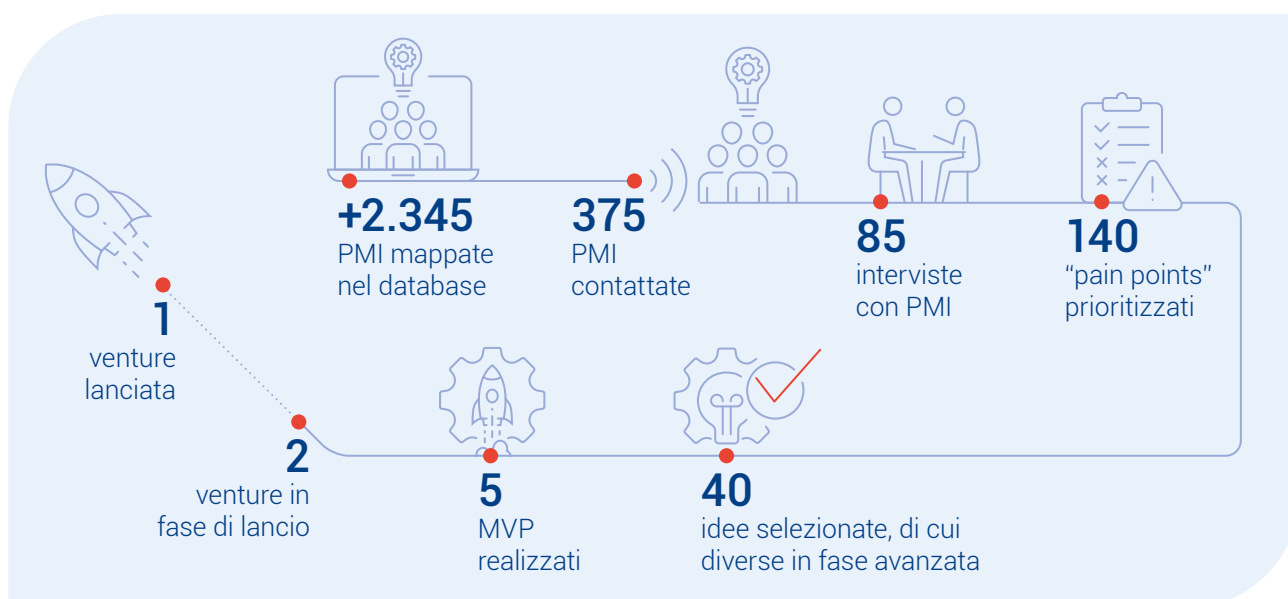 +2.345
PMI mappate
nel database
375
PMI
contattate
85
interviste
con PMI
140
“pain points”
prioritizzati
40
idee selezionate, di cui
diverse in fase avanzata
5
MVP
realizzati
2
venture in
fase di lancio
1
venture
lanciata